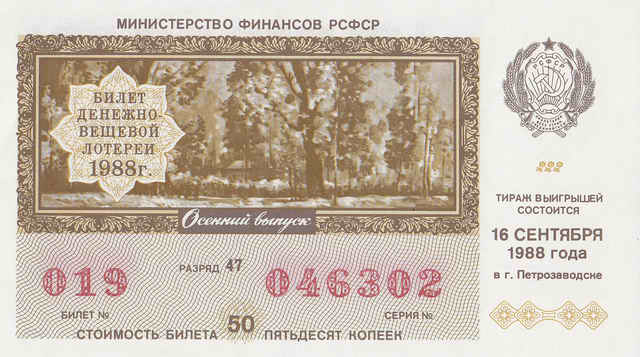 МИНИСТЕРСТВО ФИНАНСОВ РСФСР
БИЛЕТ
ДЕНЕЖНО-
ВЕЩЕВОЙ
ЛОТЕРЕИ
1988г.
Осенний выпуск
РСФСР
ТИРАЖ ВЫИГРЫШЕЙ
СОСТОИТСЯ
16 СЕНТЯБРЯ
1988 года
в г. Петрозаводске
019 РАЗРЯД 47 046302
БИЛЕТ № СЕРИЯ №
СТОИМОСТЬ БИЛЕТА 50 ПЯТЬДЕСЯТ КОПЕЕК